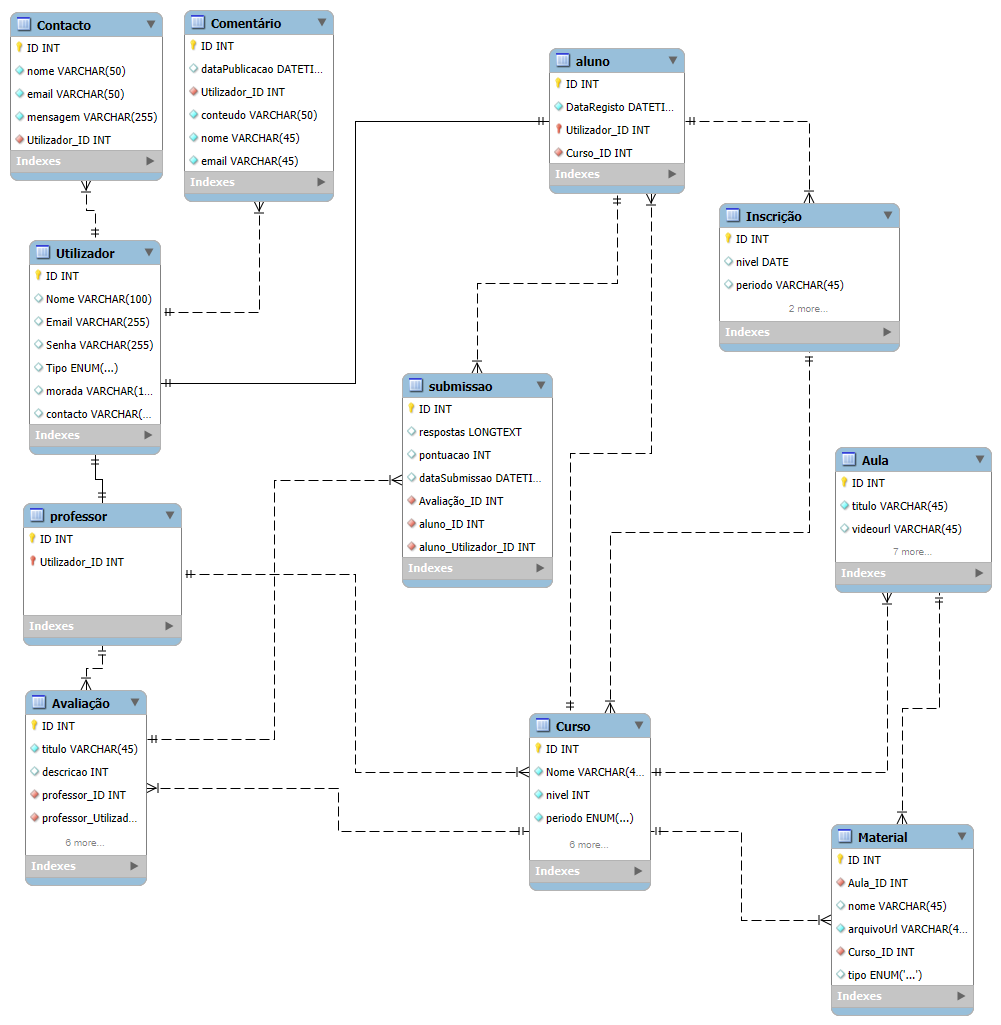 Contacto
ID INT
nome VARCHAR(50)
email VARCHAR(50)
mensagem VARCHAR(255)
Utilizador_ID INT
Indexes
Comentário
ID INT
dataPublicacao DATETI...
Utilizador_ID INT
conteudo VARCHAR(50)
nome VARCHAR(45)
email VARCHAR(45)
Indexes
aluno
ID INT
DataRegisto DATETI...
Utilizador_ID INT
Curso_ID INT
Indexes
Inscrição
ID INT
nivel DATE
periodo VARCHAR(45)
2 more...
Indexes
Utilizador
ID INT
Nome VARCHAR(100)
Email VARCHAR(255)
Senha VARCHAR(255)
Tipo ENUM(...)
morada VARCHAR(1...
contacto VARCHAR(...
Indexes
submissao
ID INT
respostas LONGTEXT
pontuacao INT
dataSubmissao DATETI...
Avaliação_ID INT
aluno_ID INT
aluno_Utilizador_ID INT
Indexes
Aula
ID INT
titulo VARCHAR(45)
videourl VARCHAR(45)
7 more...
Indexes
professor
ID INT
Utilizador_ID INT
Indexes
Avaliação
ID INT
titulo VARCHAR(45)
descricao INT
professor_ID INT
professor_Utilizad...
6 more...
Indexes
Curso
ID INT
Nome VARCHAR(4...
nivel INT
periodo ENUM(...)
6 more...
Indexes
Material
ID INT
Aula_ID INT
nome VARCHAR(45)
arquivoUrl VARCHAR(4...
Curso_ID INT
tipo ENUM('...')
Indexes